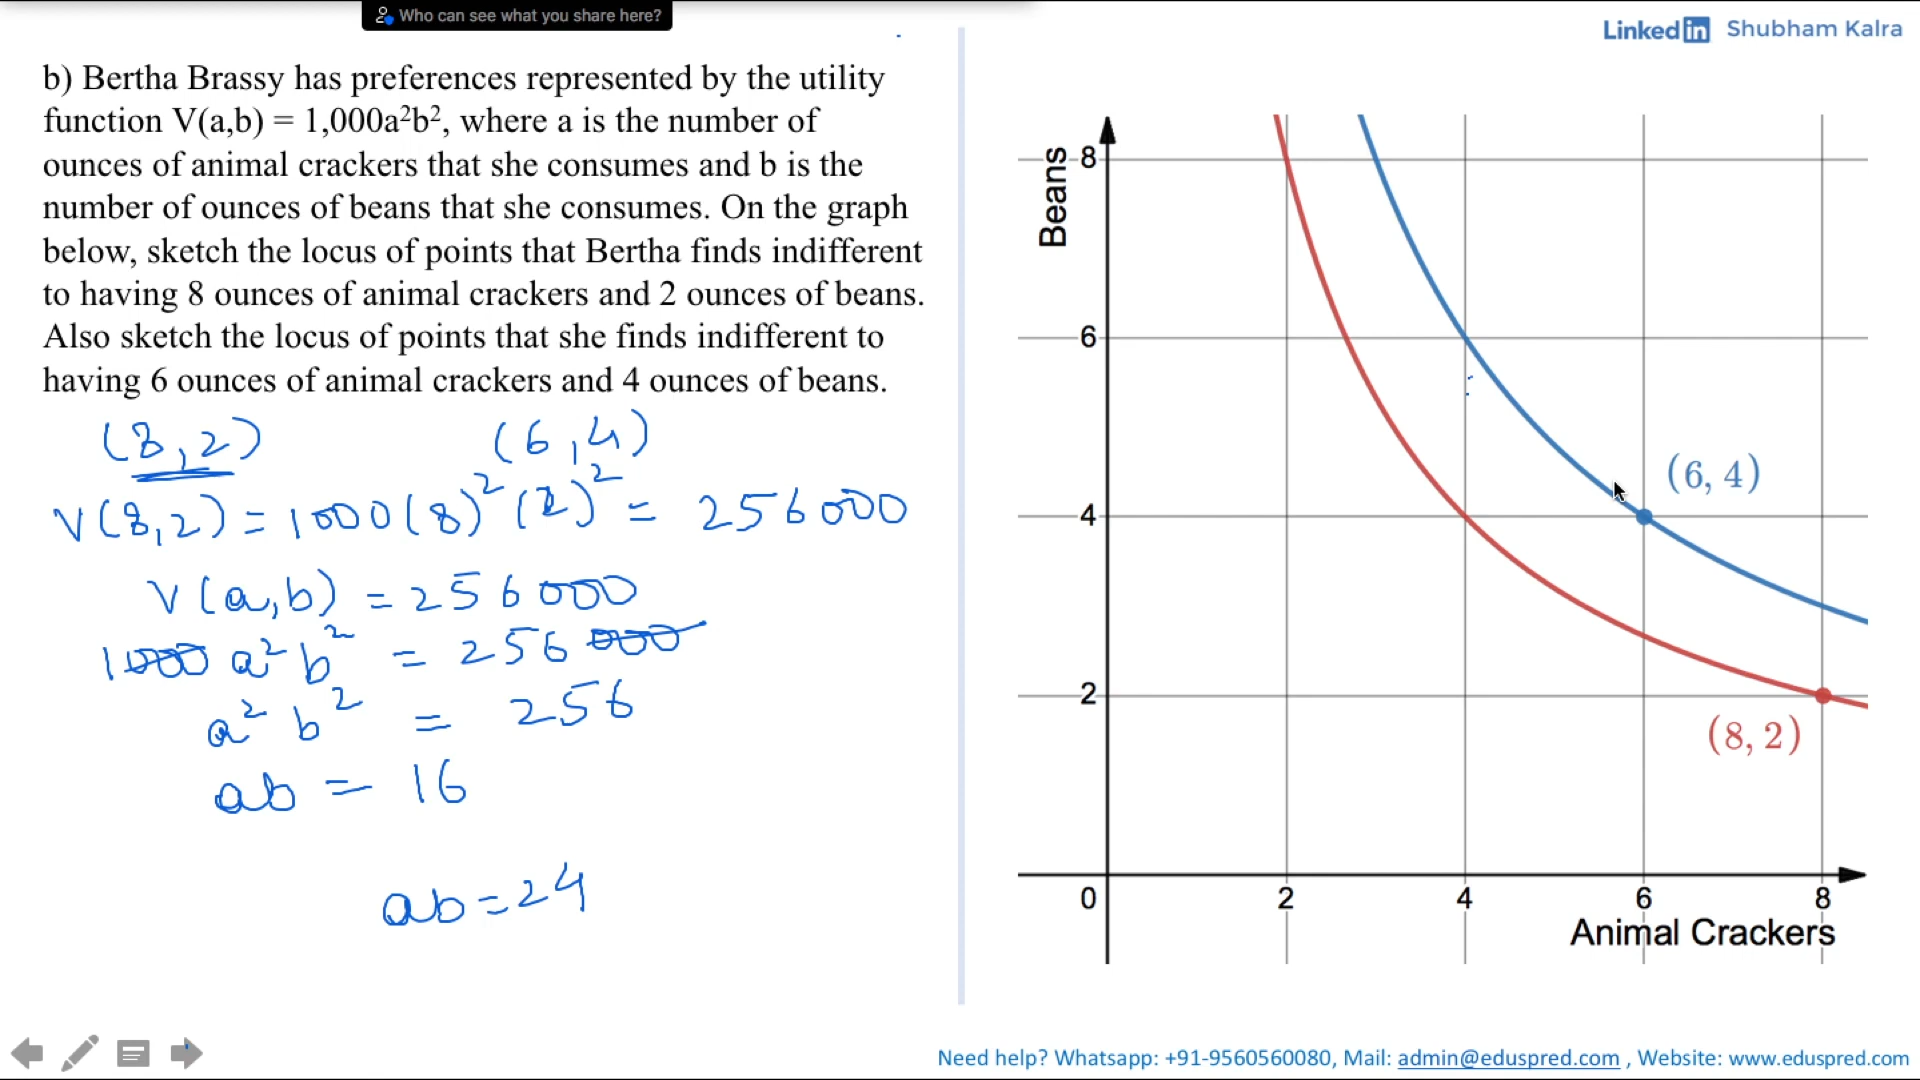 Who can see what you share here?
Linked in Shubham Kalra
b) Bertha Brassy has preferences represented by the utility
function V(a,b) = 1,000a²b², where a is the number of
ounces of animal crackers that she consumes and b is the
number of ounces of beans that she consumes. On the graph
below, sketch the locus of points that Bertha finds indifferent
to having 8 ounces of animal crackers and 2 ounces of beans.
Also sketch the locus of points that she finds indifferent to
having 6 ounces of animal crackers and 4 ounces of beans.
(8,2) (6,4)
V(8,2) = 1000(8)² (2)² = 256000
V(a,b) = 256000
1000 a² b² = 256000
a² b² = 256
ab = 16
ab = 24
Beans
8
6
4
2
0 2 4 6 8
(6, 4)
(8, 2)
Animal Crackers
Need help? Whatsapp: +91-9560560080, Mail: admin@eduspred.com , Website: www.eduspred.com